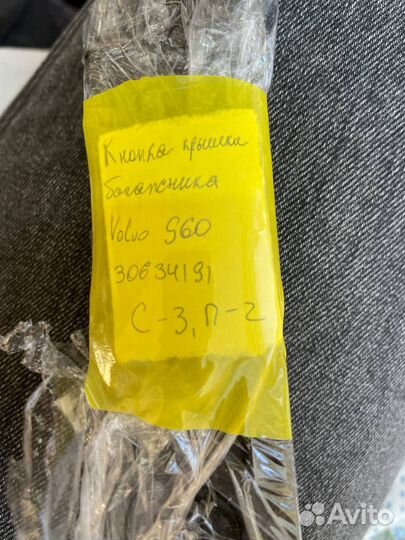 Кнопка крышки
багажника
Volvo S60
30634191
С-3, П-2
Avito